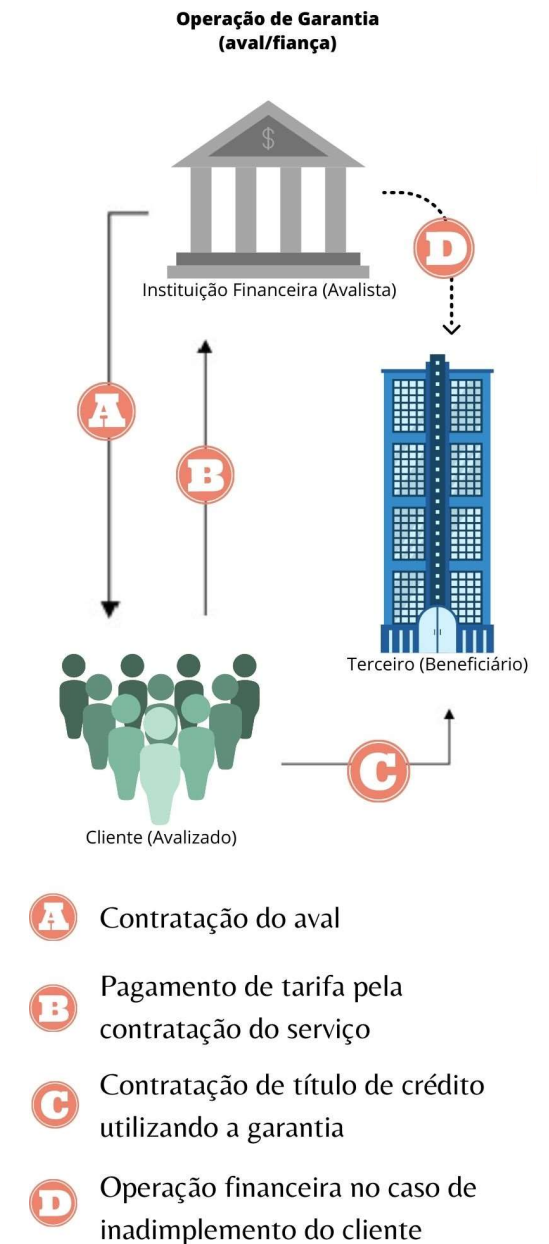 Operação de Garantia
(aval/fiança)
$
D
Instituição Financeira (Avalista)
A
B
Terceiro (Beneficiário)
C
Cliente (Avalizado)
A Contratação do aval
B Pagamento de tarifa pela
contratação do serviço
C Contratação de título de crédito
utilizando a garantia
D Operação financeira no caso de
inadimplemento do cliente